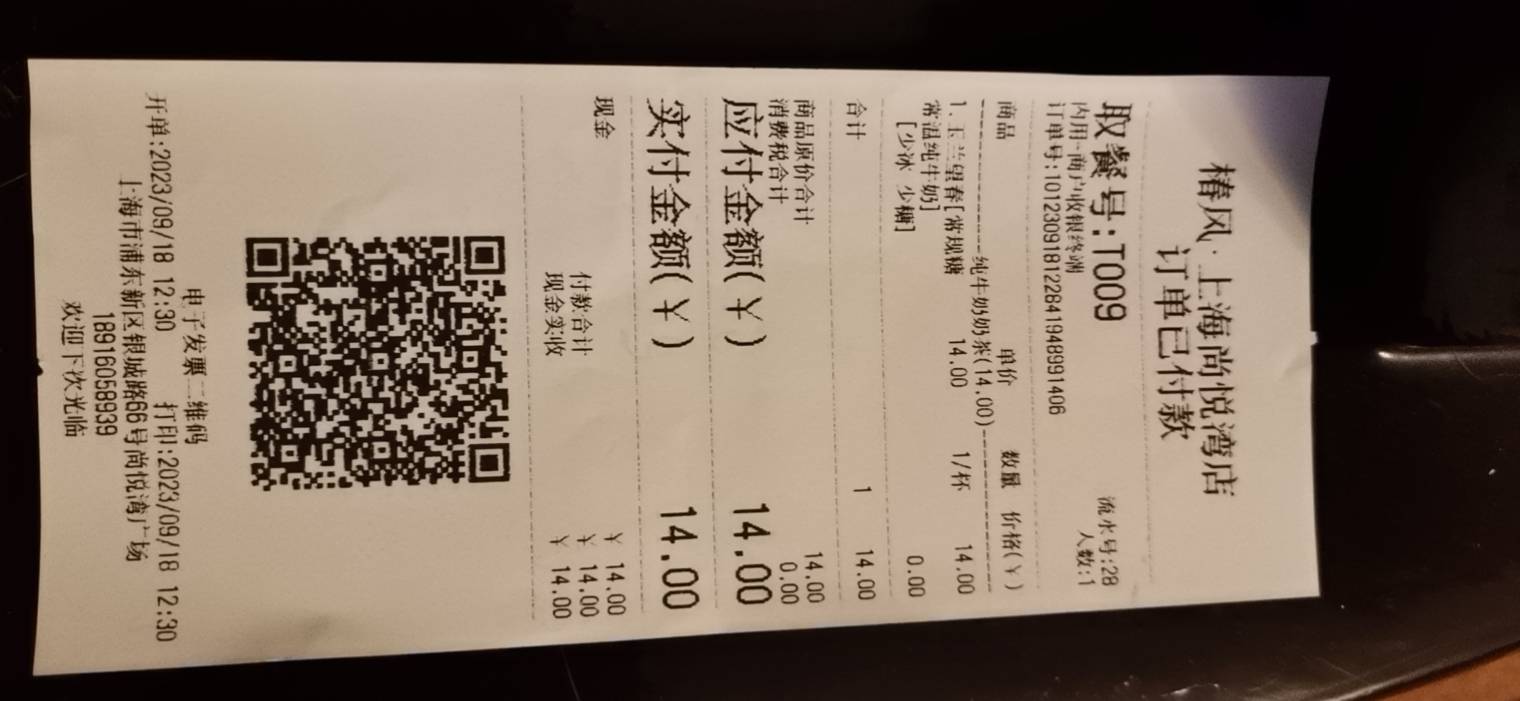 椿风·上海尚悦湾店
订单已付款
取餐号:T009 流水号:28
内用-商户收银终端 人数:1
订单号:101230918122841948991406
商品 单价 数量 价格(¥)
---------纯牛奶奶茶(14.00)---------
1.玉兰望春[常规糖 14.00 1/杯 14.00
常温纯牛奶]
[少冰 少糖] 0.00
合计 1 14.00
商品原价合计 14.00
消费税合计 0.00
应付金额(¥) 14.00
实付金额(¥) 14.00
现金 ¥ 14.00
付款合计 ¥ 14.00
现金实收 ¥ 14.00
电子发票二维码
开单:2023/09/18 12:30 打印:2023/09/18 12:30
上海市浦东新区银城路66号尚悦湾广场
18916058939
欢迎下次光临